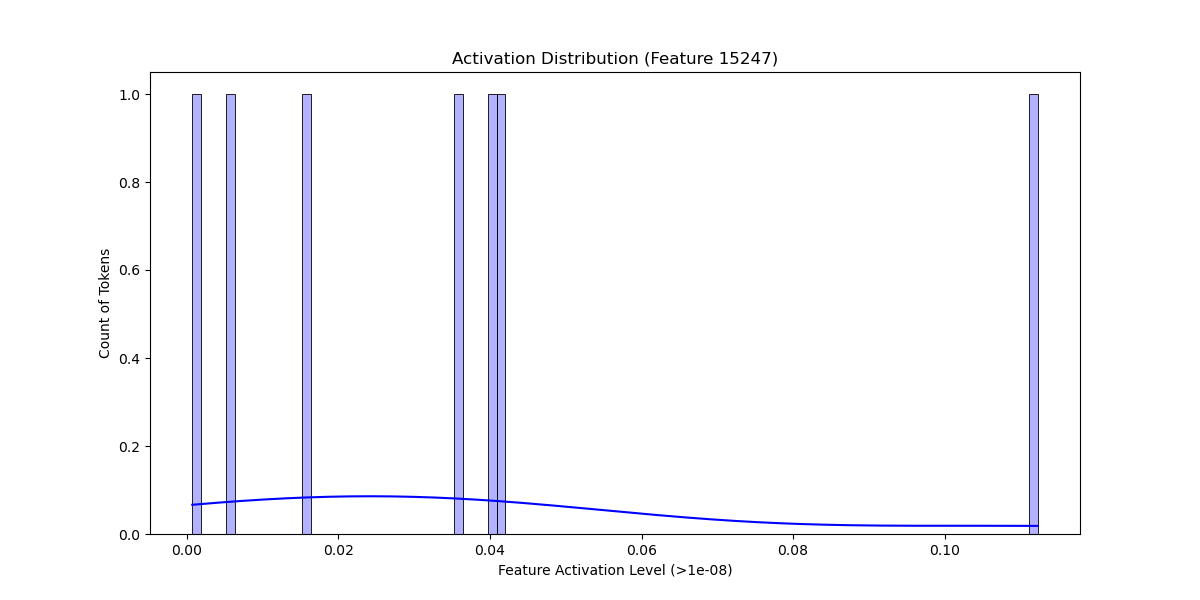 Activation Distribution (Feature 15247)
1.0
0.8
0.6
0.4
0.2
0.0
Count of Tokens
0.00 0.02 0.04 0.06 0.08 0.10
Feature Activation Level (>1e-08)